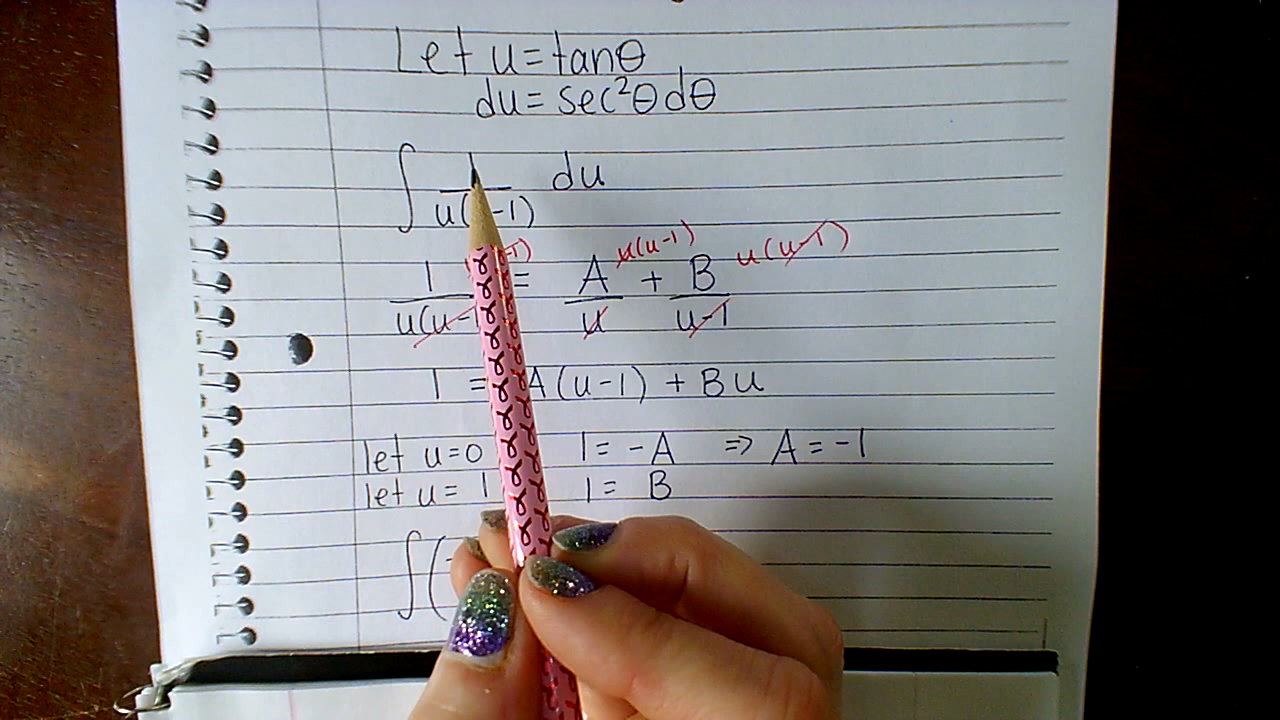 Let u = tanθ
du = sec²θ dθ
∫ 1/u( -1) du
u(u-1) u(u-1)
1/u(u-1 = A/u + B/u-1
1 = A(u-1) + Bu
let u=0 1 = -A ⇒ A = -1
let u = 1 1 = B
∫(